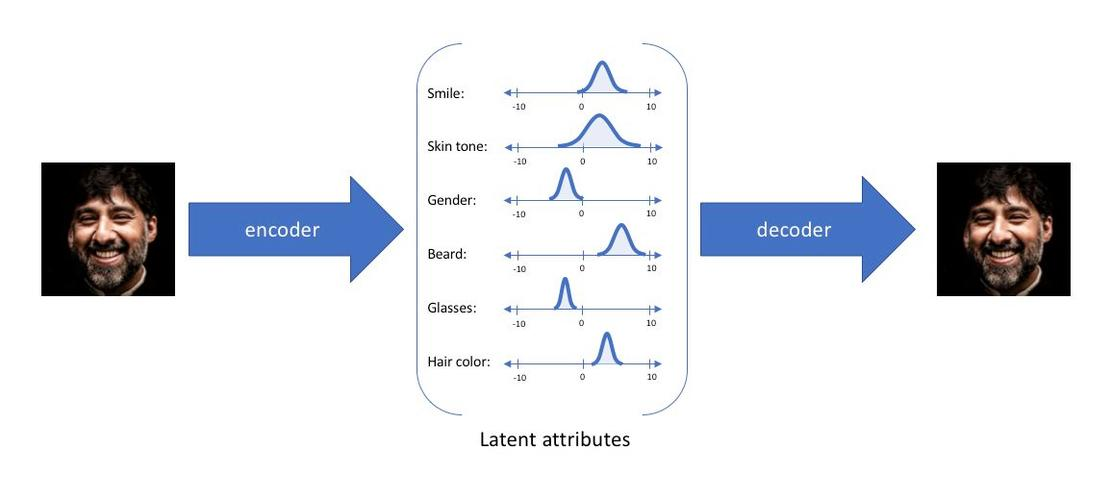 Smile:
-10 0 10
Skin tone:
-10 0 10
Gender:
-10 0 10
encoder
decoder
Beard:
-10 0 10
Glasses:
-10 0 10
Hair color:
-10 0 10
Latent attributes